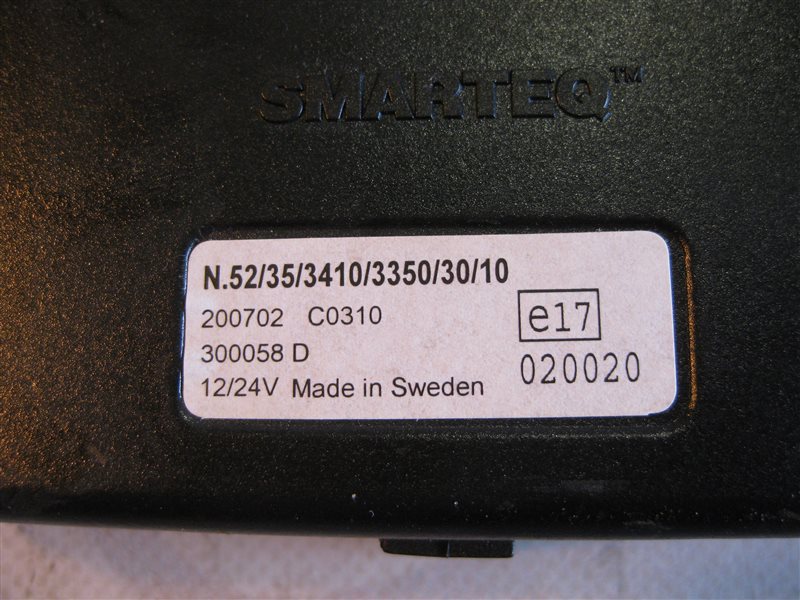 SMARTEQ™
N.52/35/3410/3350/30/10
200702 C0310
300058 D
12/24V Made in Sweden
e17
020020